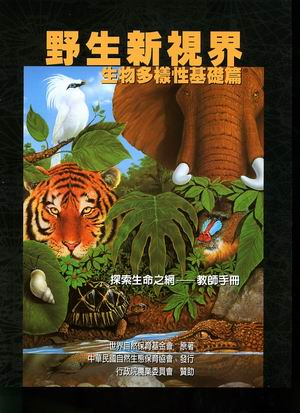 野生新視界
生物多樣性基礎篇
探索生命之網——教師手冊
世界自然保育基金會 原著
中華民國自然生態保育協會 發行
行政院農業委員會 贊助